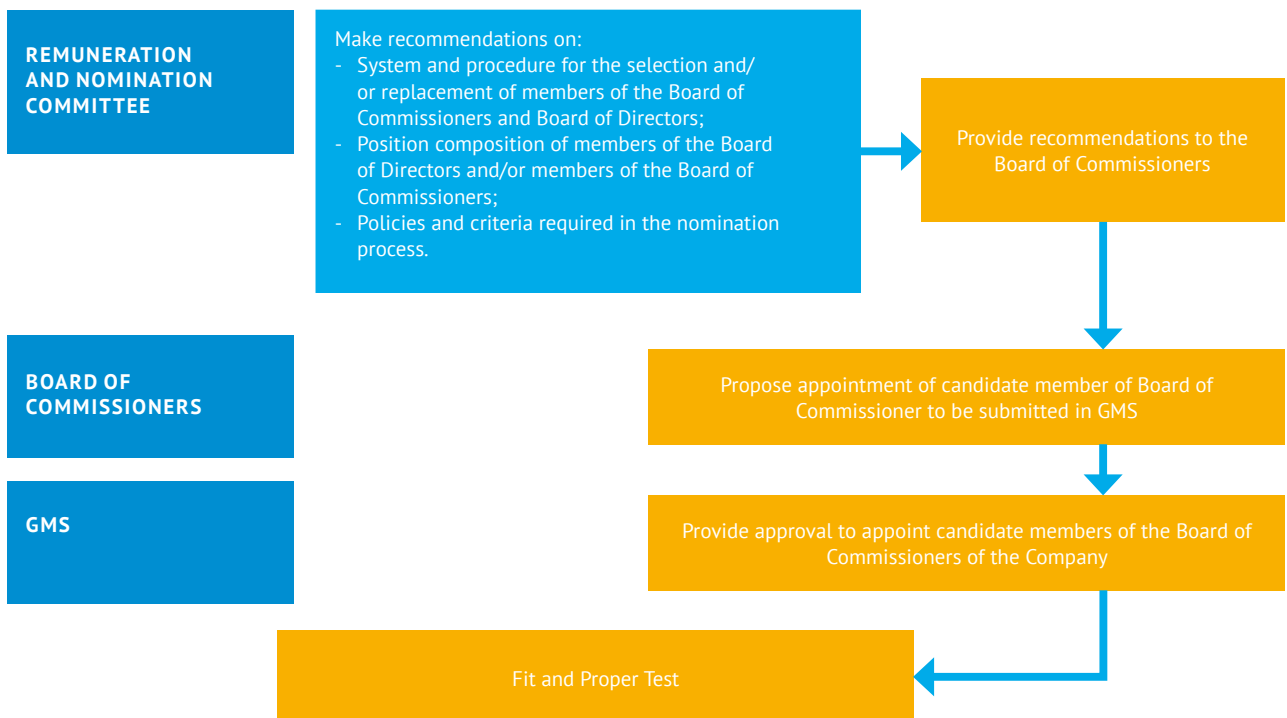 REMUNERATION
AND NOMINATION
COMMITTEE
Make recommendations on:
- System and procedure for the selection and/
or replacement of members of the Board of
Commissioners and Board of Directors;
- Position composition of members of the Board
of Directors and/or members of the Board of
Commissioners;
- Policies and criteria required in the nomination
process.
Provide recommendations to the
Board of Commissioners
BOARD OF
COMMISSIONERS
Propose appointment of candidate member of Board of
Commissioner to be submitted in GMS
GMS
Provide approval to appoint candidate members of the Board of
Commissioners of the Company
Fit and Proper Test